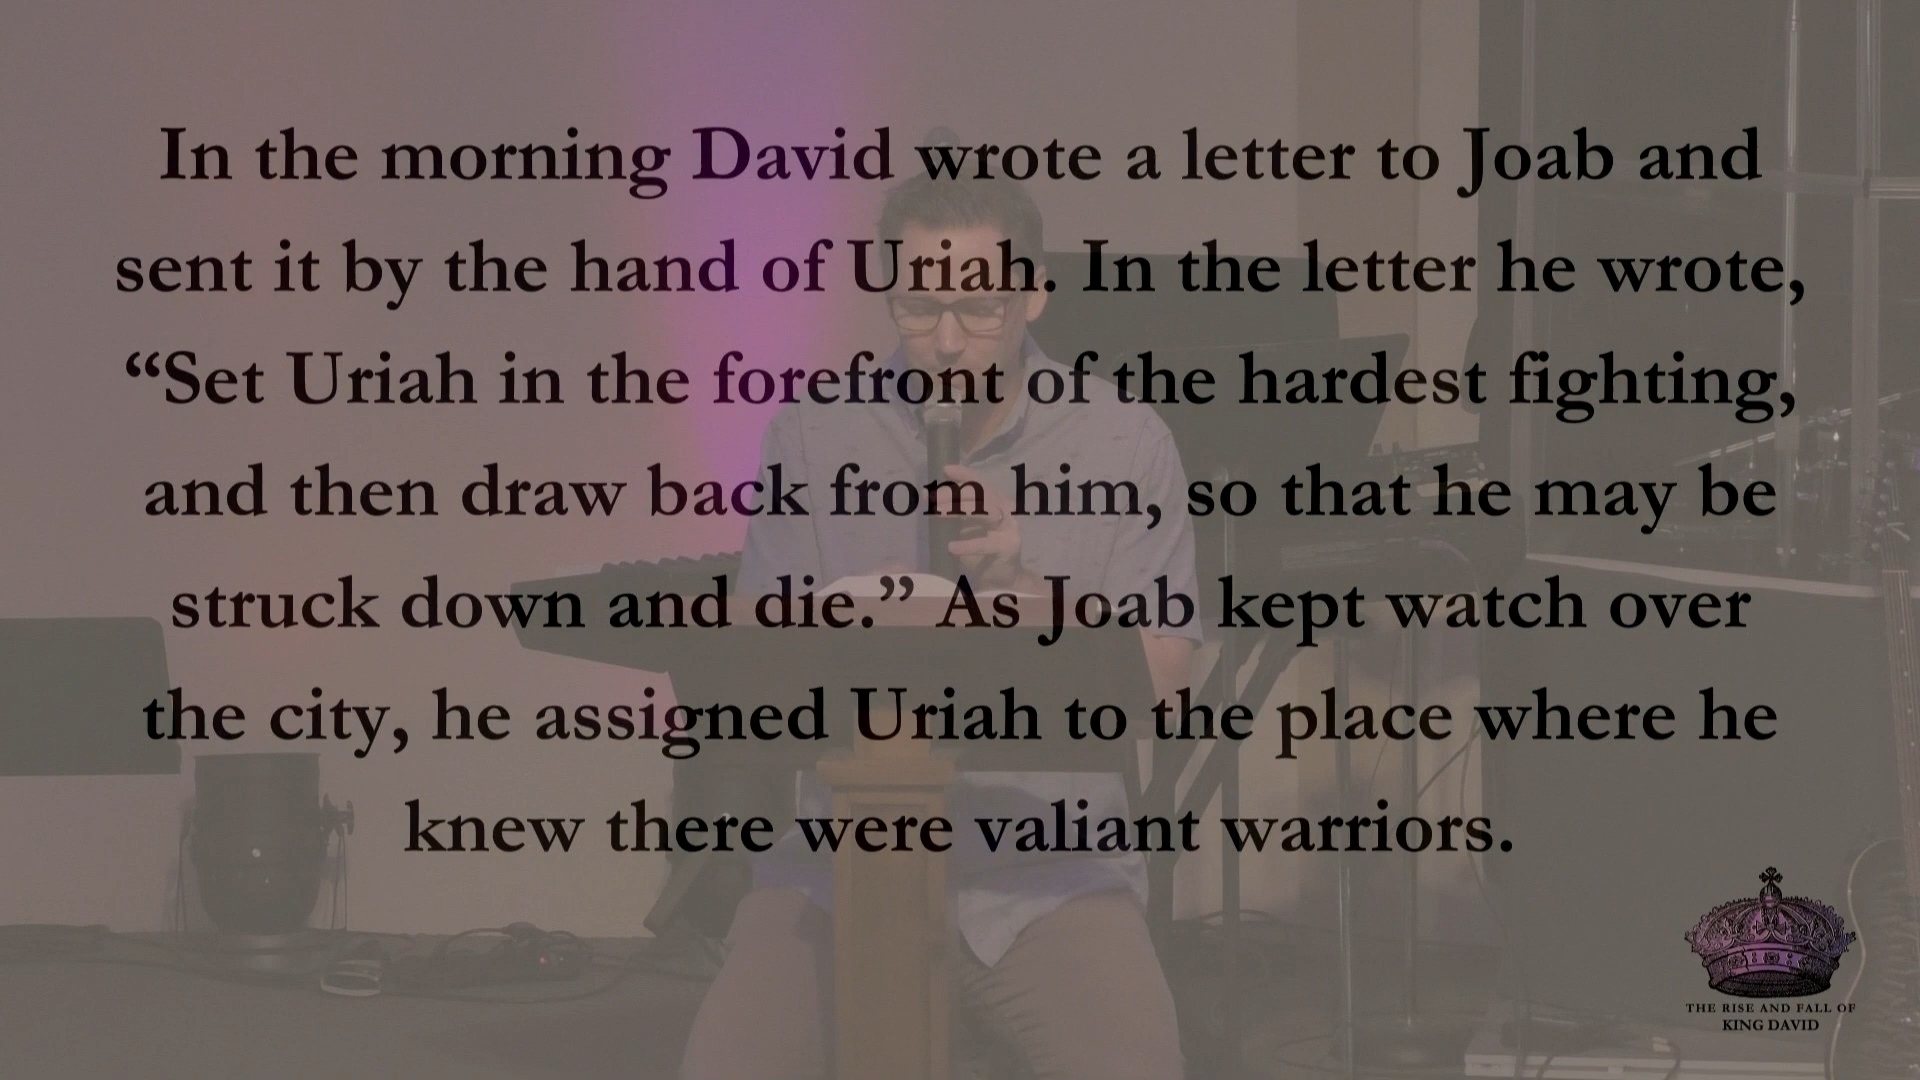 In the morning David wrote a letter to Joab and
sent it by the hand of Uriah. In the letter he wrote,
“Set Uriah in the forefront of the hardest fighting,
and then draw back from him, so that he may be
struck down and die.” As Joab kept watch over
the city, he assigned Uriah to the place where he
knew there were valiant warriors.
THE RISE AND FALL OF
KING DAVID